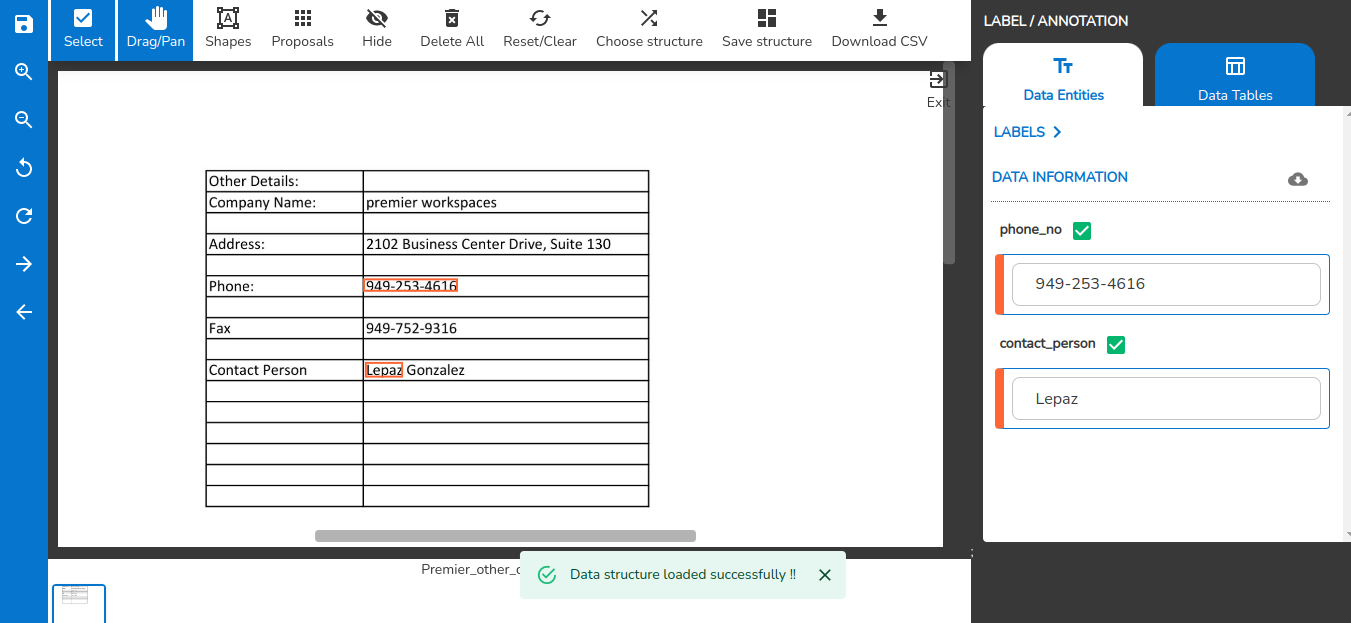 Select
Drag/Pan
Shapes
Proposals
Hide
Delete All
Reset/Clear
Choose structure
Save structure
Download CSV
Exit
Other Details:
Company Name: premier workspaces
Address: 2102 Business Center Drive, Suite 130
Phone: 949-253-4616
Fax 949-752-9316
Contact Person Lepaz Gonzalez
Premier_other_
Data structure loaded successfully !!
LABEL / ANNOTATION
Data Entities
Data Tables
LABELS
DATA INFORMATION
phone_no
949-253-4616
contact_person
Lepaz